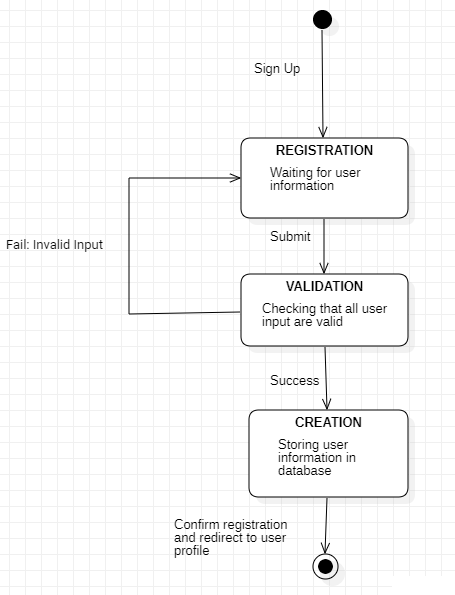 Sign Up
REGISTRATION
Waiting for user
information
Fail: Invalid Input
Submit
VALIDATION
Checking that all user
input are valid
Success
CREATION
Storing user
information in
database
Confirm registration
and redirect to user
profile